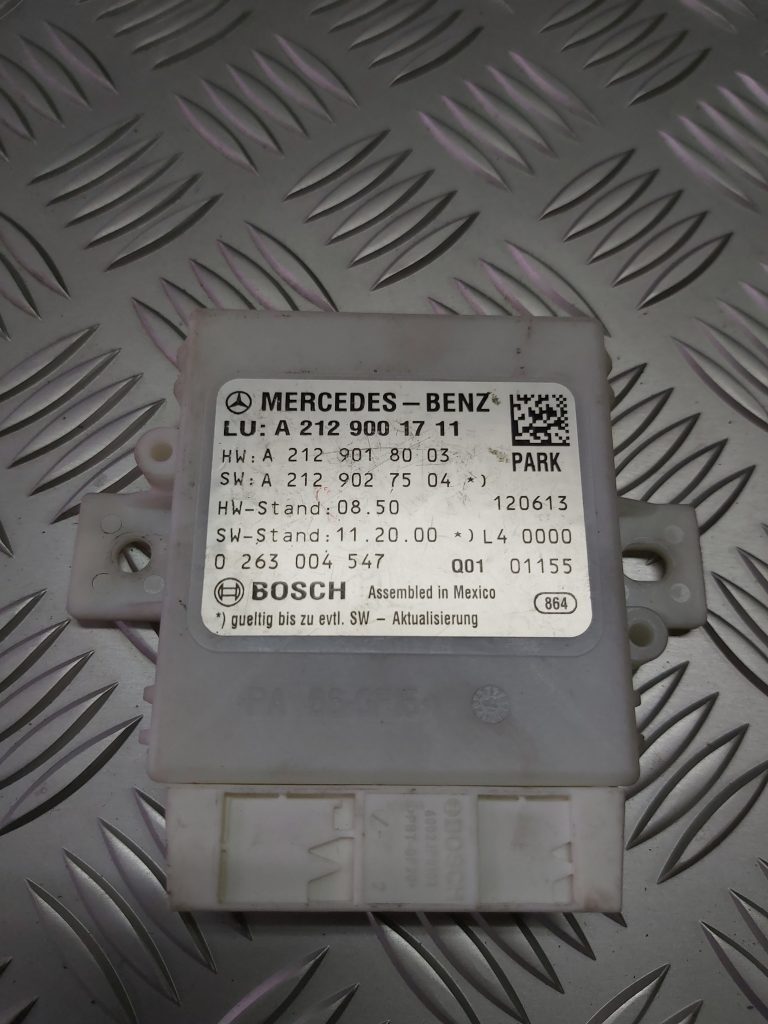 MERCEDES – BENZ
LU: A 212 900 17 11
HW: A 212 901 80 03
PARK
SW: A 212 902 75 04 *)
HW-Stand: 08.50 120613
SW-Stand: 11.20.00 *) L4 0000
0 263 004 547 Q01 01155
BOSCH Assembled in Mexico 864
*) gueltig bis zu evtl. SW – Aktualisierung
BOSCH